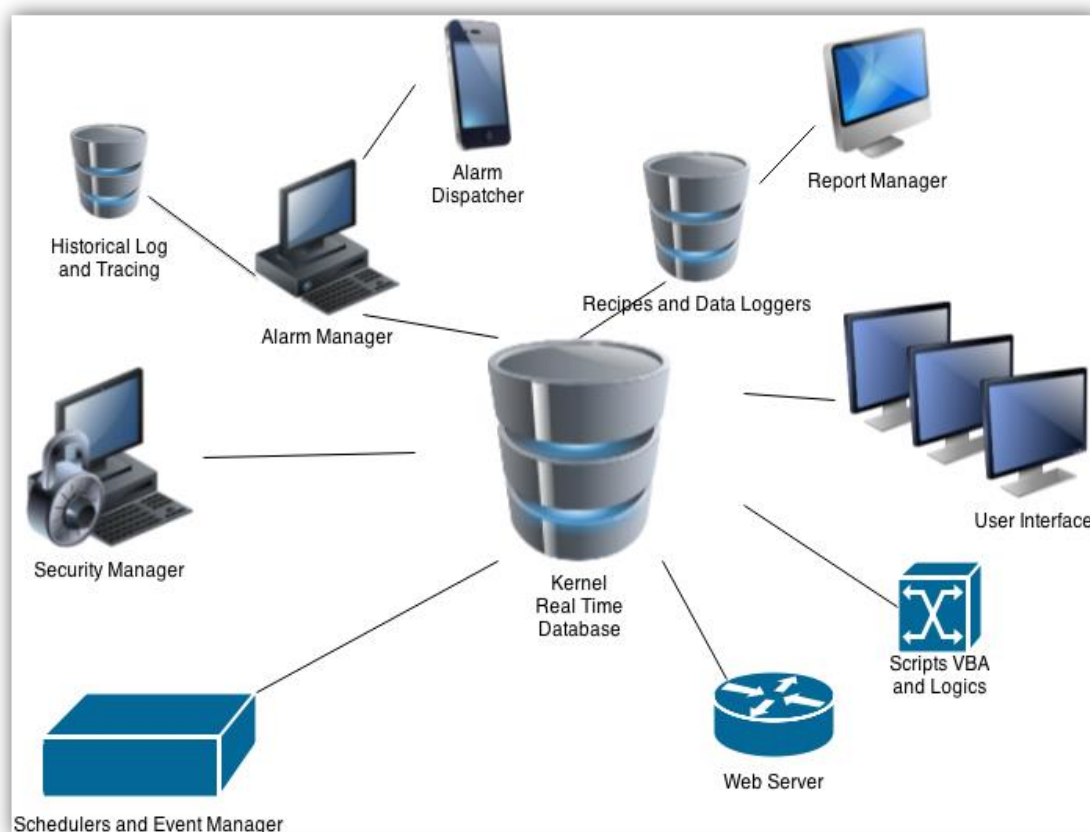 Alarm
Dispatcher
Report Manager
Historical Log
and Tracing
Recipes and Data Loggers
Alarm Manager
User Interface
Security Manager
Kernel
Real Time
Database
Scripts VBA
and Logics
Web Server
Schedulers and Event Manager